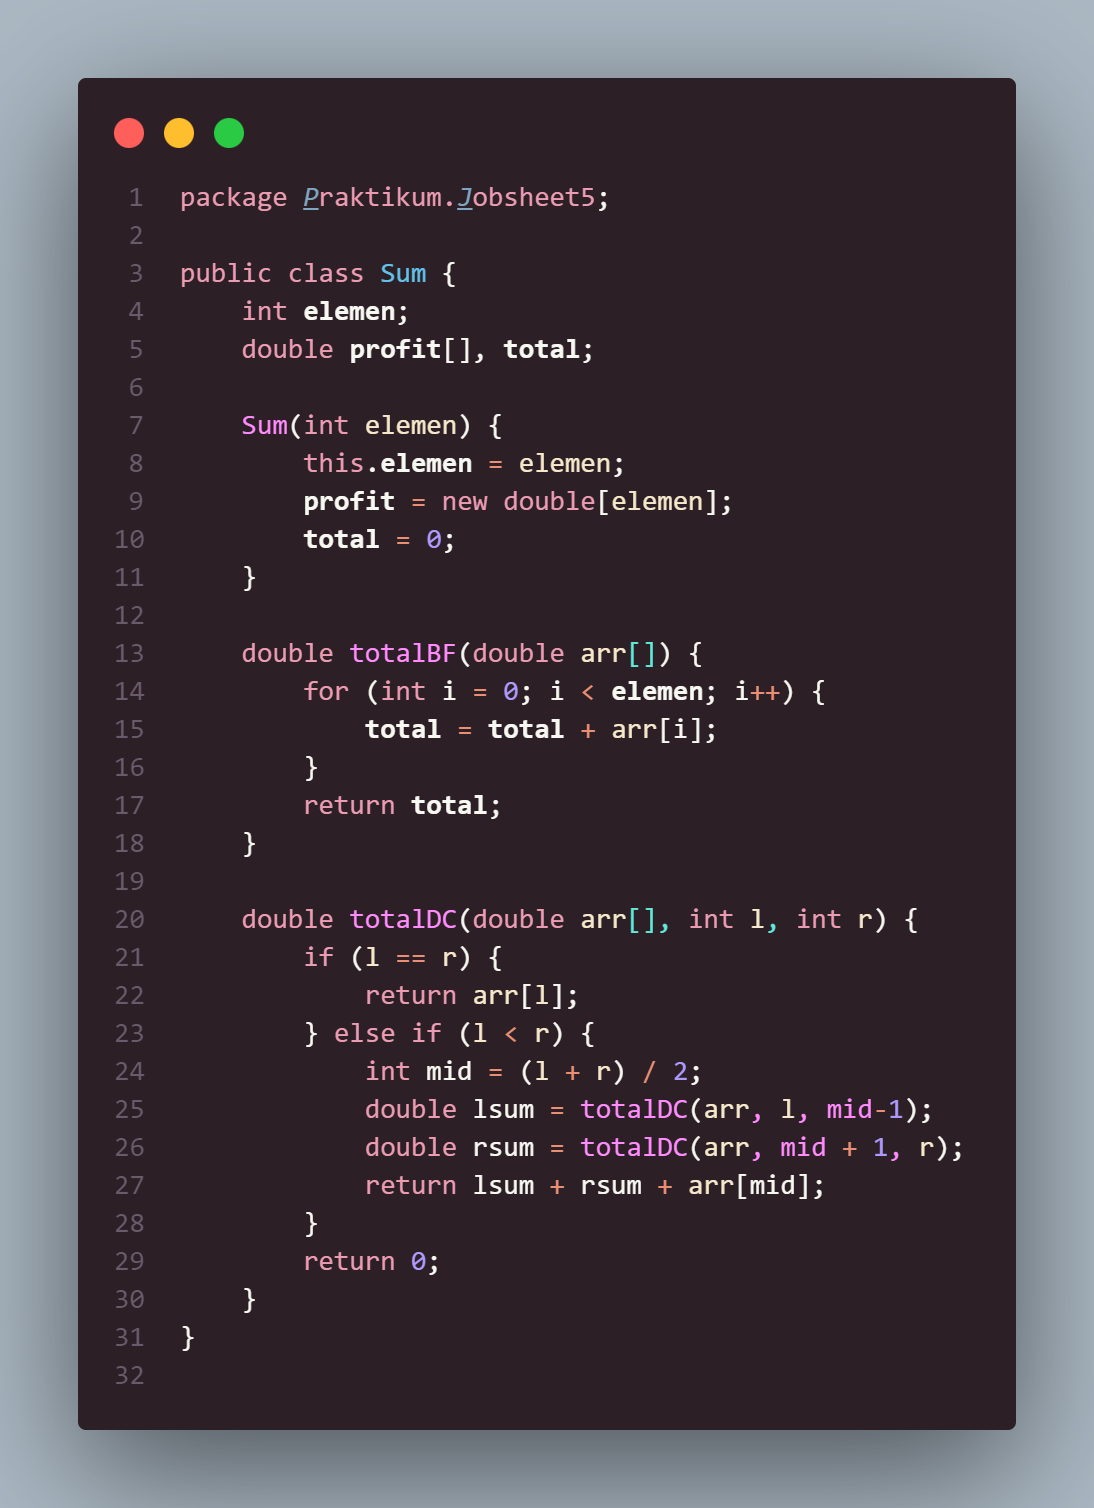 1 package Praktikum.Jobsheet5;
2
3 public class Sum {
4     int elemen;
5     double profit[], total;
6
7     Sum(int elemen) {
8         this.elemen = elemen;
9         profit = new double[elemen];
10         total = 0;
11     }
12
13     double totalBF(double arr[]) {
14         for (int i = 0; i < elemen; i++) {
15             total = total + arr[i];
16         }
17         return total;
18     }
19
20     double totalDC(double arr[], int l, int r) {
21         if (l == r) {
22             return arr[l];
23         } else if (l < r) {
24             int mid = (l + r) / 2;
25             double lsum = totalDC(arr, l, mid-1);
26             double rsum = totalDC(arr, mid + 1, r);
27             return lsum + rsum + arr[mid];
28         }
29         return 0;
30     }
31 }
32